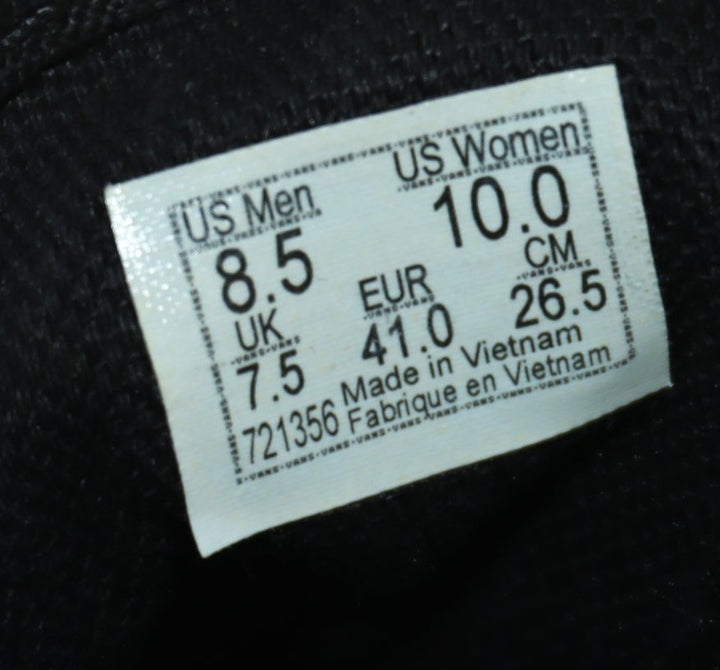 US Men US Women
8.5 10.0
UK EUR CM
7.5 41.0 26.5
721356 Made in Vietnam
Fabrique en Vietnam
VANS